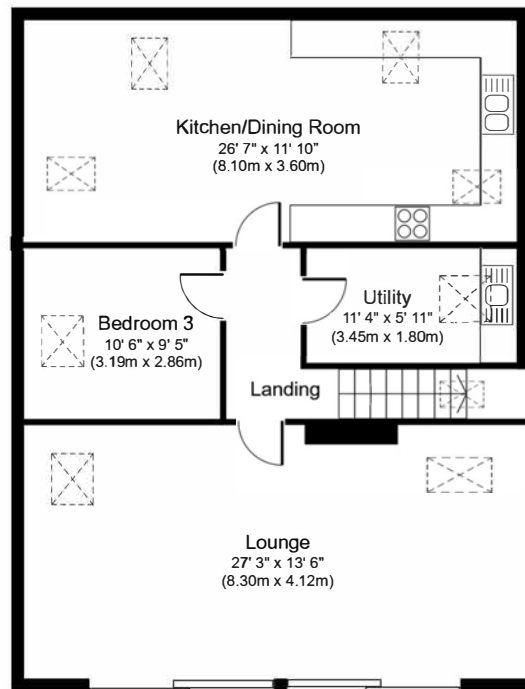 Kitchen/Dining Room
26' 7" x 11' 10"
(8.10m x 3.60m)
Utility
11' 4" x 5' 11"
(3.45m x 1.80m)
Bedroom 3
10' 6" x 9' 5"
(3.19m x 2.86m)
Landing
Lounge
27' 3" x 13' 6"
(8.30m x 4.12m)